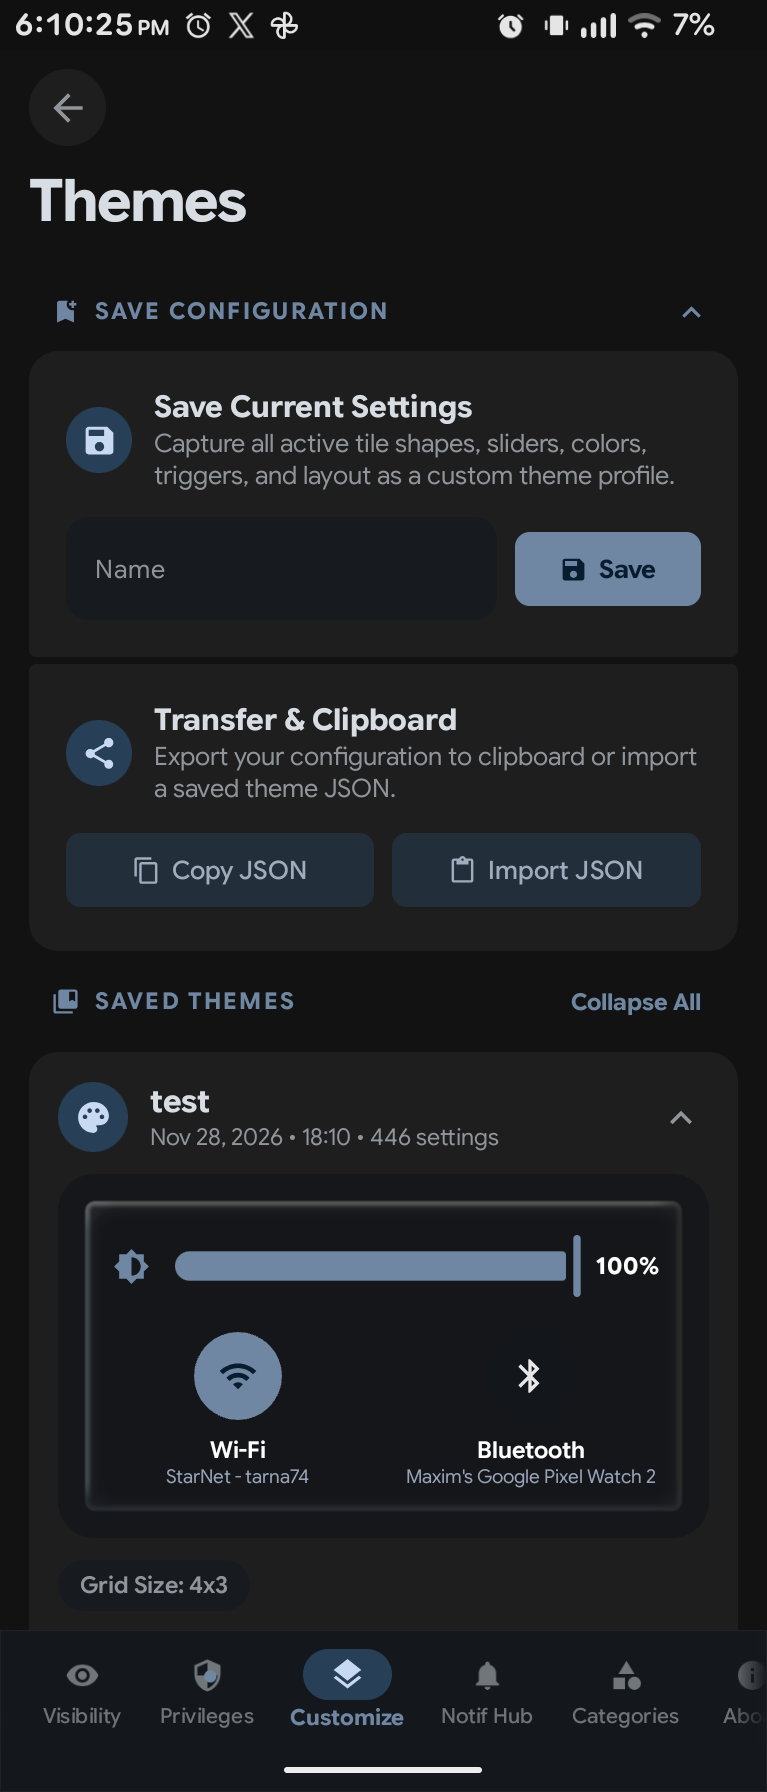 6:10:25 PM 7%
Themes
SAVE CONFIGURATION
Save Current Settings
Capture all active tile shapes, sliders, colors,
triggers, and layout as a custom theme profile.
Name
Save
Transfer & Clipboard
Export your configuration to clipboard or import
a saved theme JSON.
Copy JSON
Import JSON
SAVED THEMES
Collapse All
test
Nov 28, 2026 • 18:10 • 446 settings
100%
Wi-Fi
StarNet - tarna74
Bluetooth
Maxim's Google Pixel Watch 2
Grid Size: 4x3
Visibility
Privileges
Customize
Notif Hub
Categories
Abo